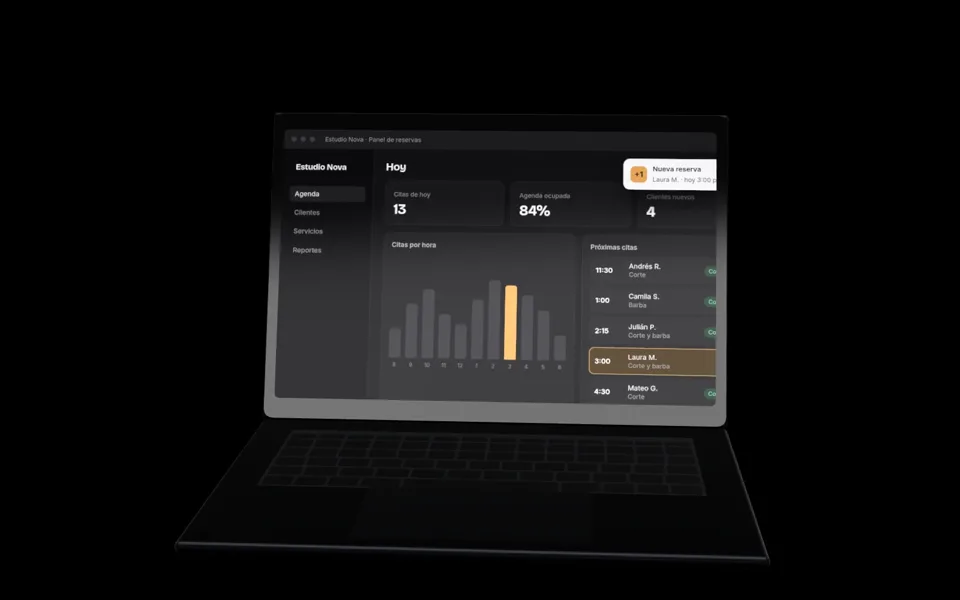 Estudio Nova · Panel de reservas
Estudio Nova
Agenda
Clientes
Servicios
Reportes
Hoy
+1
Nueva reserva
Laura M. · hoy 3:00
Citas de hoy
13
Agenda ocupada
84%
Clientes nuevos
4
Citas por hora
8 9 10 11 12 1 2 3 4 5 6
Próximas citas
11:30
Andrés R.
Corte
1:00
Camila S.
Barba
2:15
Julián P.
Corte y barba
3:00
Laura M.
Corte y barba
4:30
Mateo G.
Corte